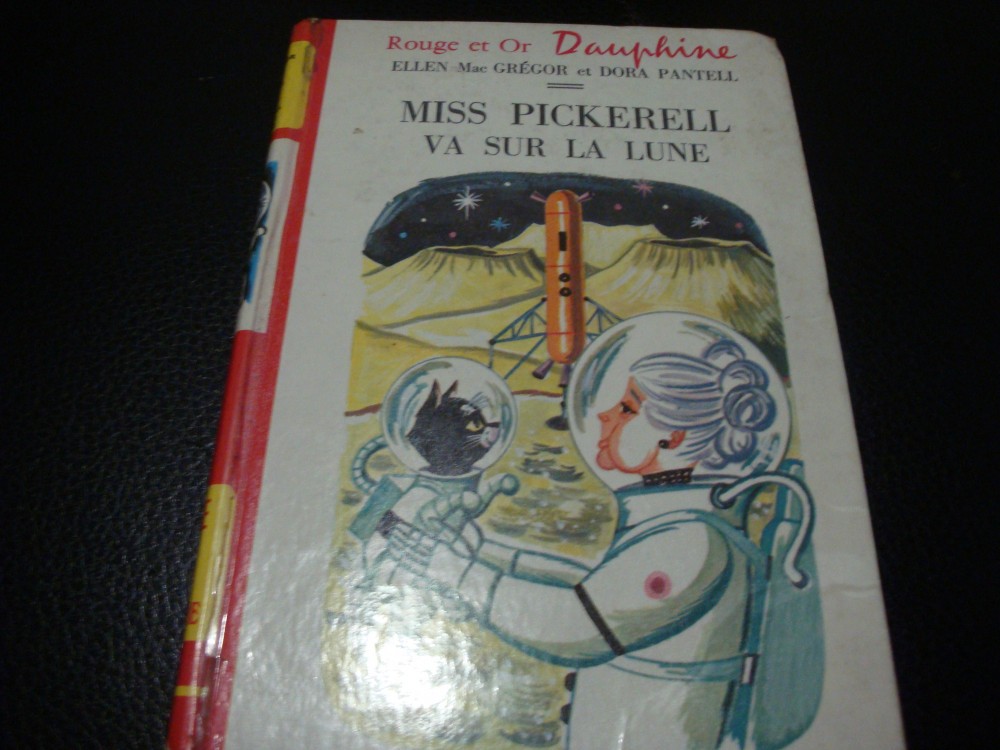 Rouge et Or Dauphine
ELLEN Mac GRÉGOR et DORA PANTELL
MISS PICKERELL
VA SUR LA LUNE